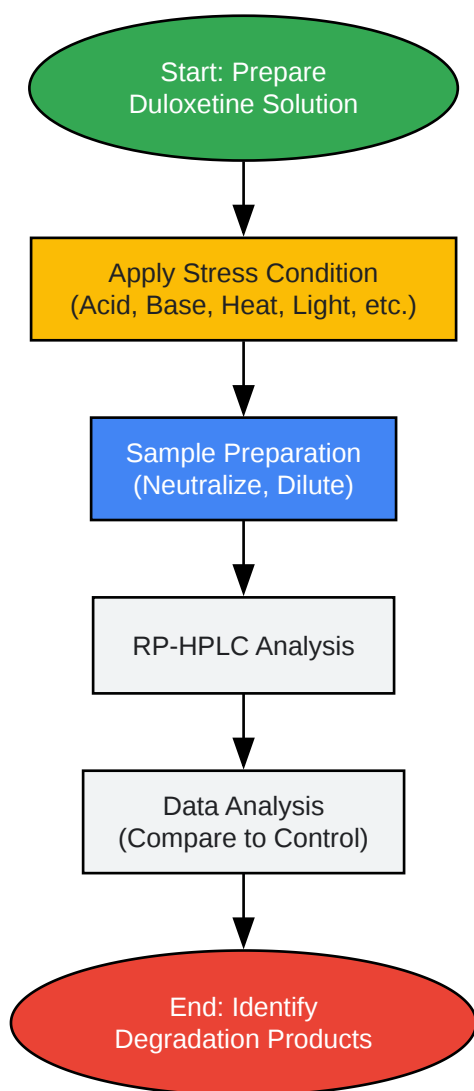 Start: Prepare
Duloxetine Solution
Apply Stress Condition
(Acid, Base, Heat, Light, etc.)
Sample Preparation
(Neutralize, Dilute)
RP-HPLC Analysis
Data Analysis
(Compare to Control)
End: Identify
Degradation Products